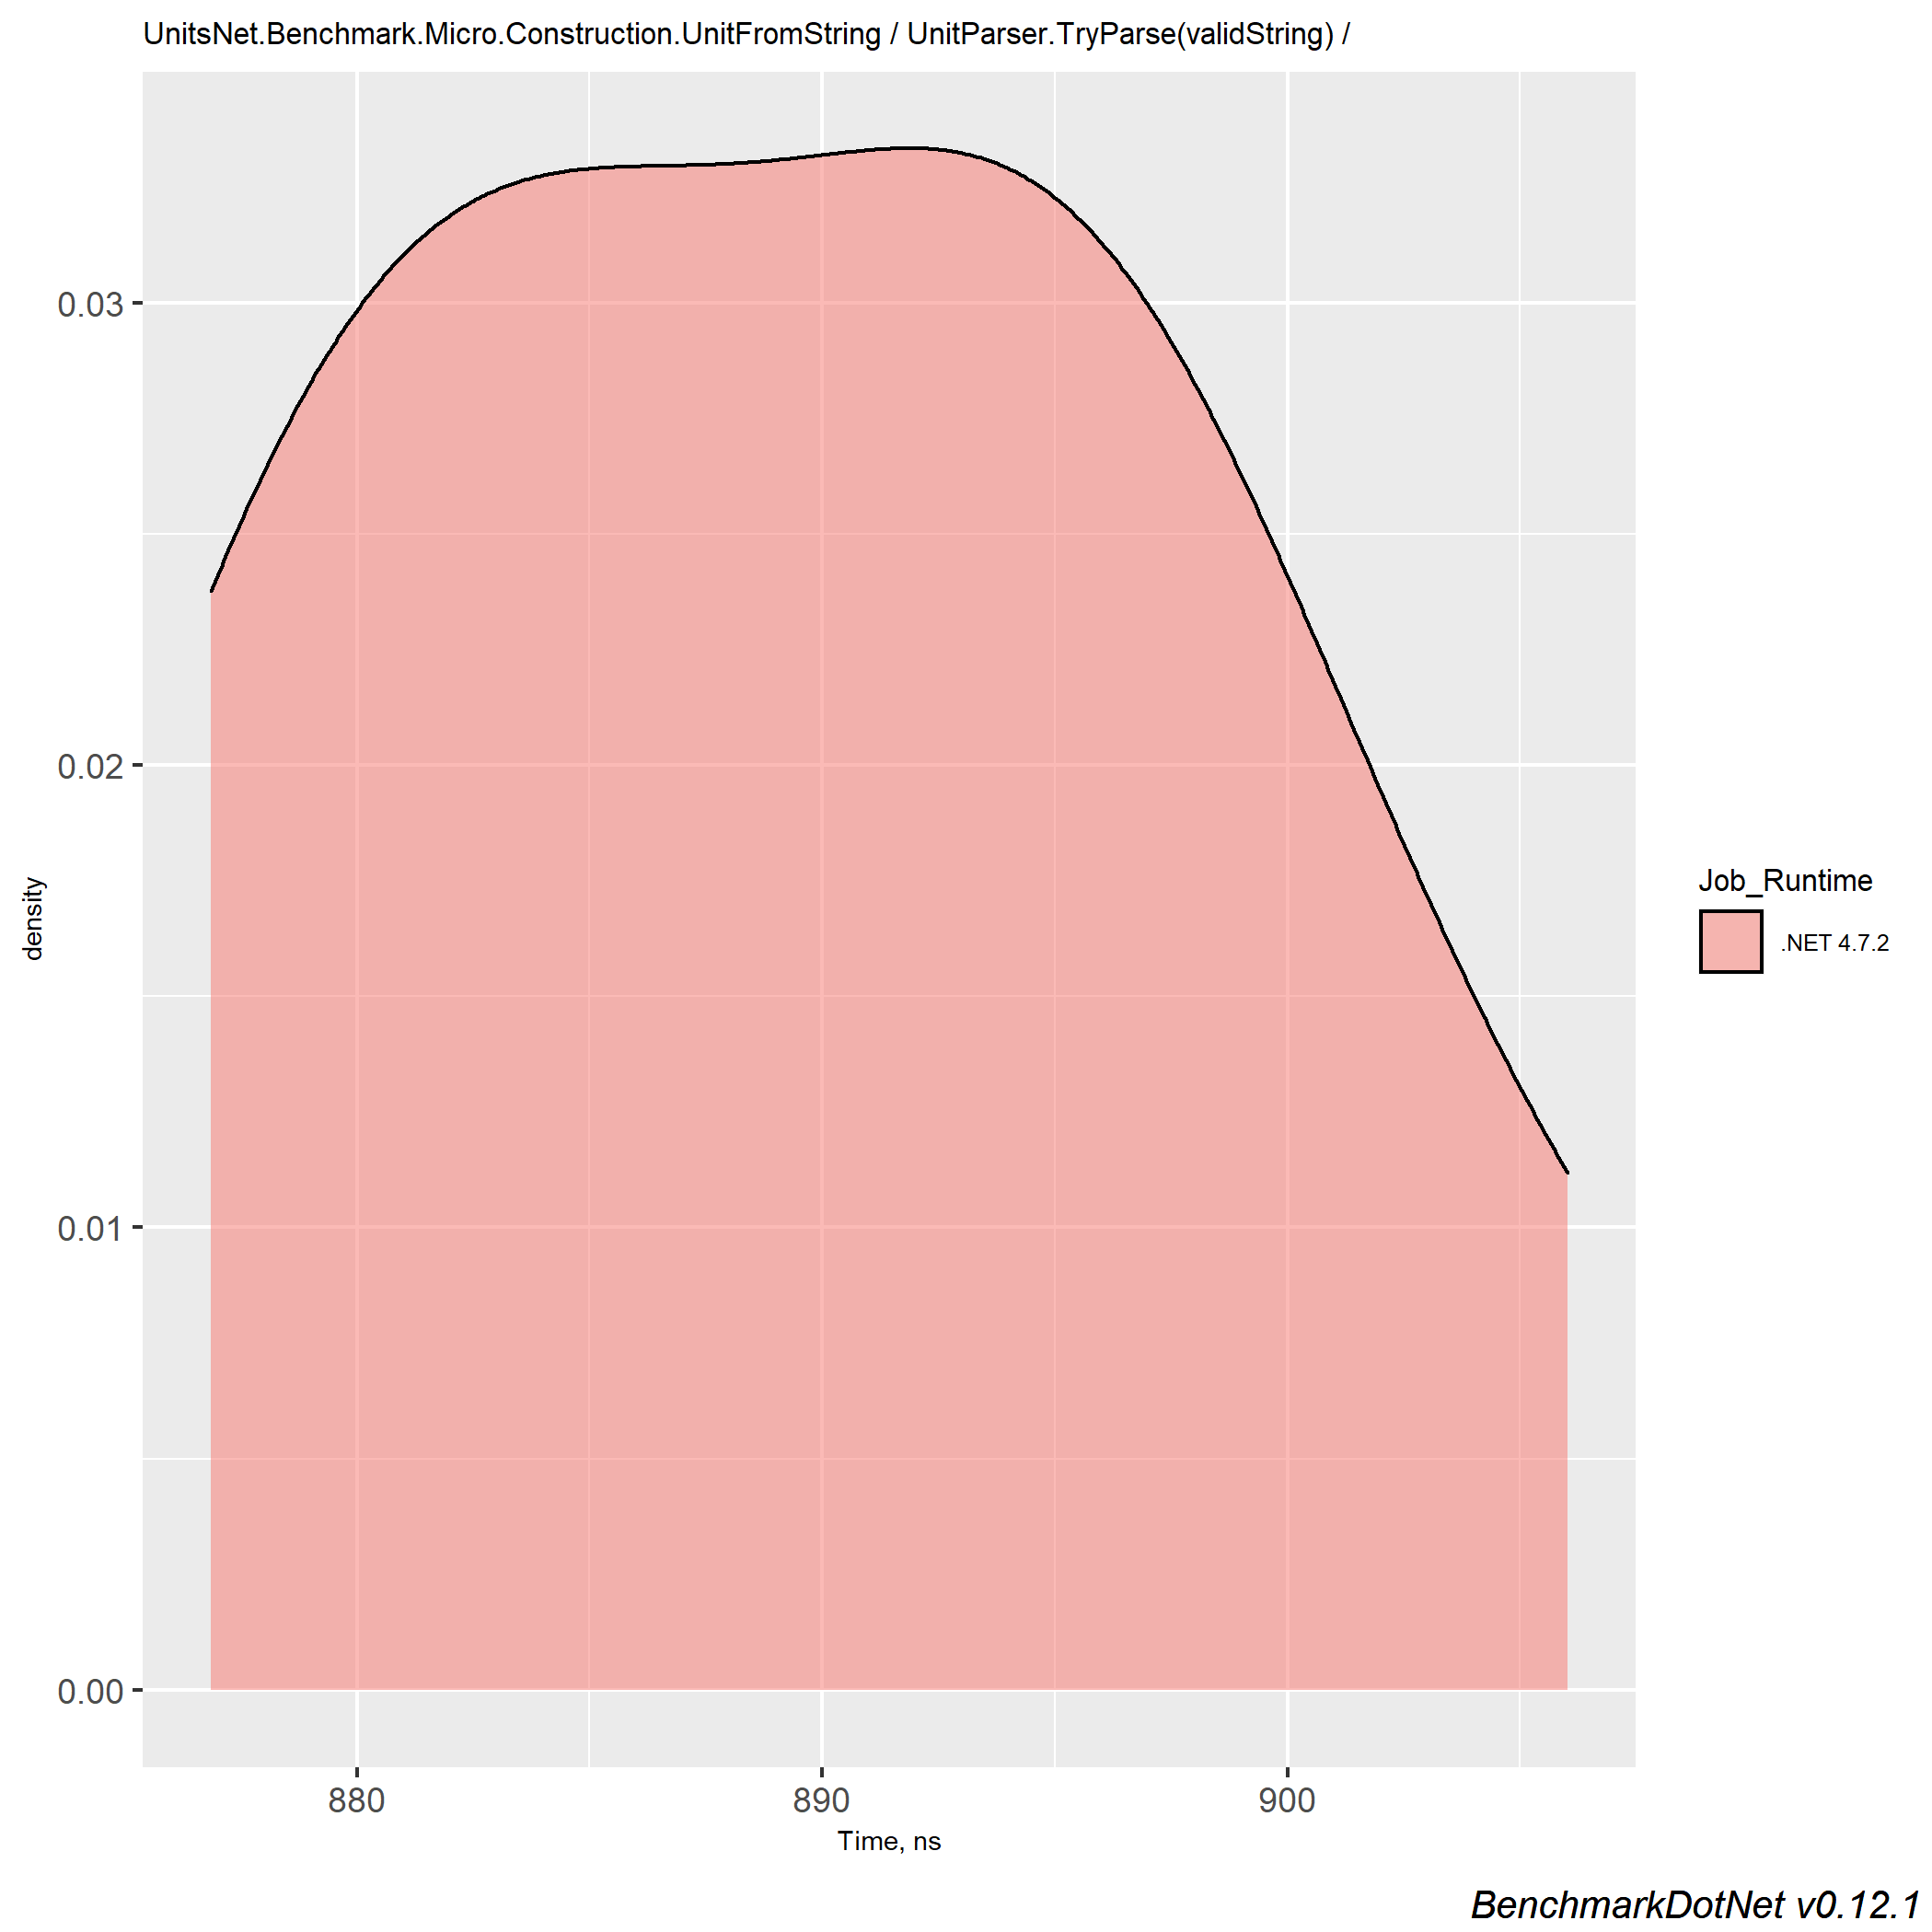 UnitsNet.Benchmark.Micro.Construction.UnitFromString / UnitParser.TryParse(validString) /
0.03
0.02
0.01
0.00
density
880 890 900
Time, ns
Job_Runtime
.NET 4.7.2
BenchmarkDotNet v0.12.1